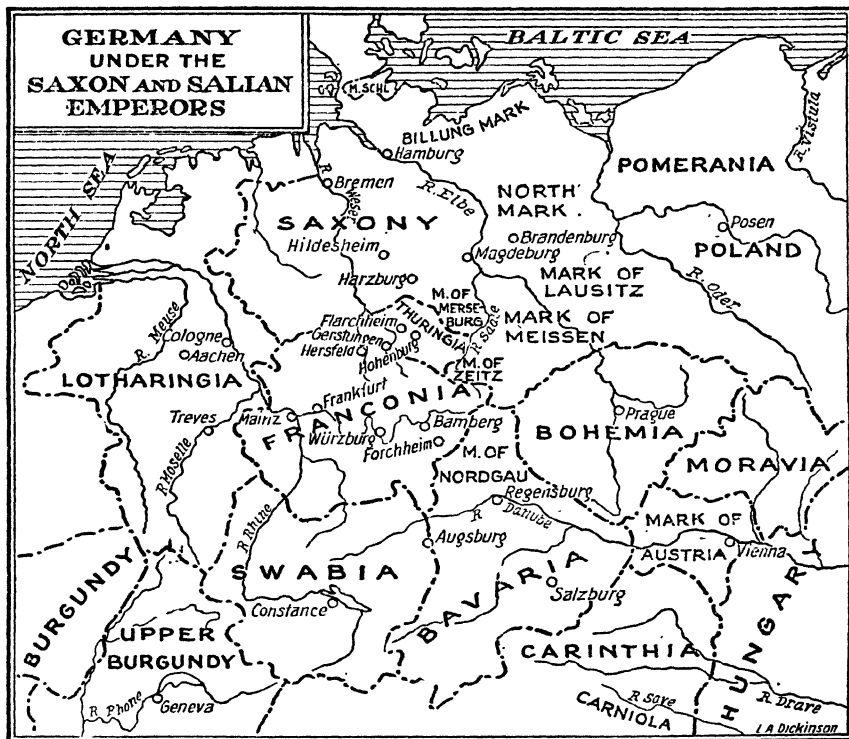 GERMANY
UNDER THE
SAXON AND SALIAN
EMPERORS
BALTIC SEA
NORTH SEA
M. SCHL
BILLUNG MARK
Hamburg
R. Vistula
POMERANIA
R. Weser
Bremen
R. Elbe
NORTH
MARK
SAXONY
Posen
Brandenburg
POLAND
Hildesheim
Magdeburg
Harzburg
MARK OF
LAUSITZ
R. Oder
M. OF
MERSE-
BURG
R. Meuse
THURINGIA
R. Saale
MARK OF
MEISSEN
Flarchheim
Gerstungen
Hersfeld
Hohenburg
Cologne
Aachen
M. OF
ZEITZ
LOTHARINGIA
Frankfurt
FRANCONIA
Treves
Mainz
Bamberg
Prague
Würzburg
Forchheim
BOHEMIA
M. OF
NORDGAU
MORAVIA
R Moselle
Regensburg
R Rhine
R Danube
MARK OF
AUSTRIA
Vienna
Augsburg
SWABIA
BAVARIA
Salzburg
BURGUNDY
Constance
UPPER
BURGUNDY
CARINTHIA
HUNGARY
R Rhone
Geneva
R Save
CARNIOLA
R. Drave
L A Dickinson